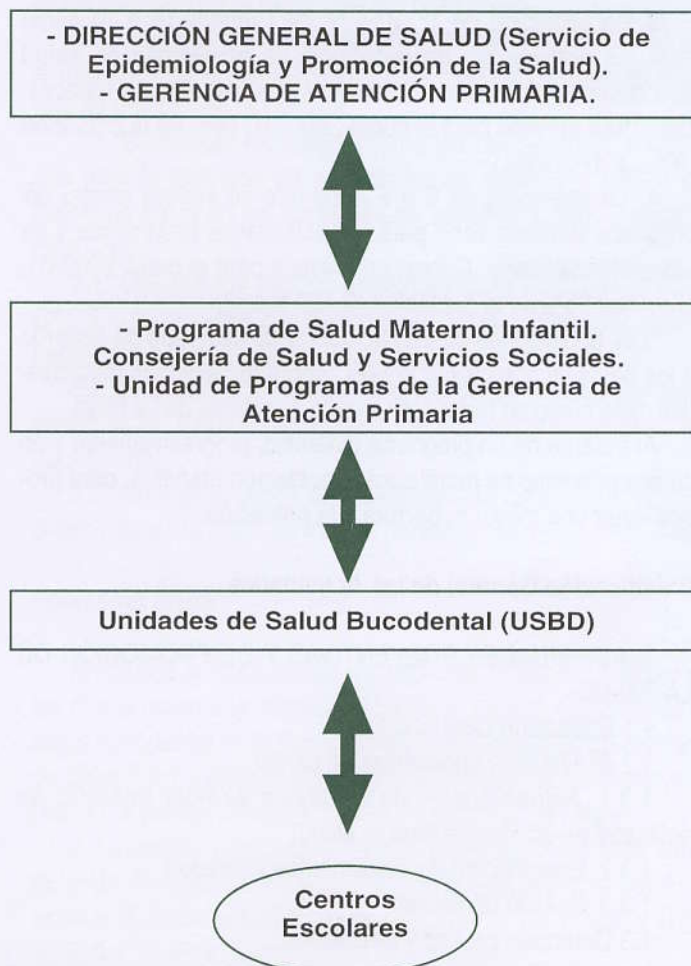 - DIRECCIÓN GENERAL DE SALUD (Servicio de
Epidemiología y Promoción de la Salud).
- GERENCIA DE ATENCIÓN PRIMARIA.
- Programa de Salud Materno Infantil.
Consejería de Salud y Servicios Sociales.
- Unidad de Programas de la Gerencia de
Atención Primaria
Unidades de Salud Bucodental (USBD)
Centros
Escolares